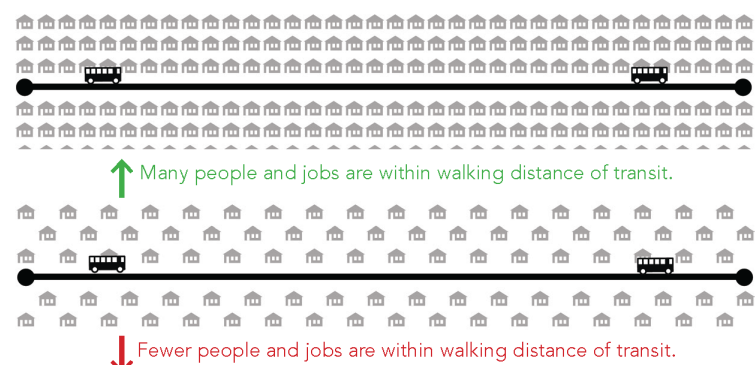 Many people and jobs are within walking distance of transit.
Fewer people and jobs are within walking distance of transit.